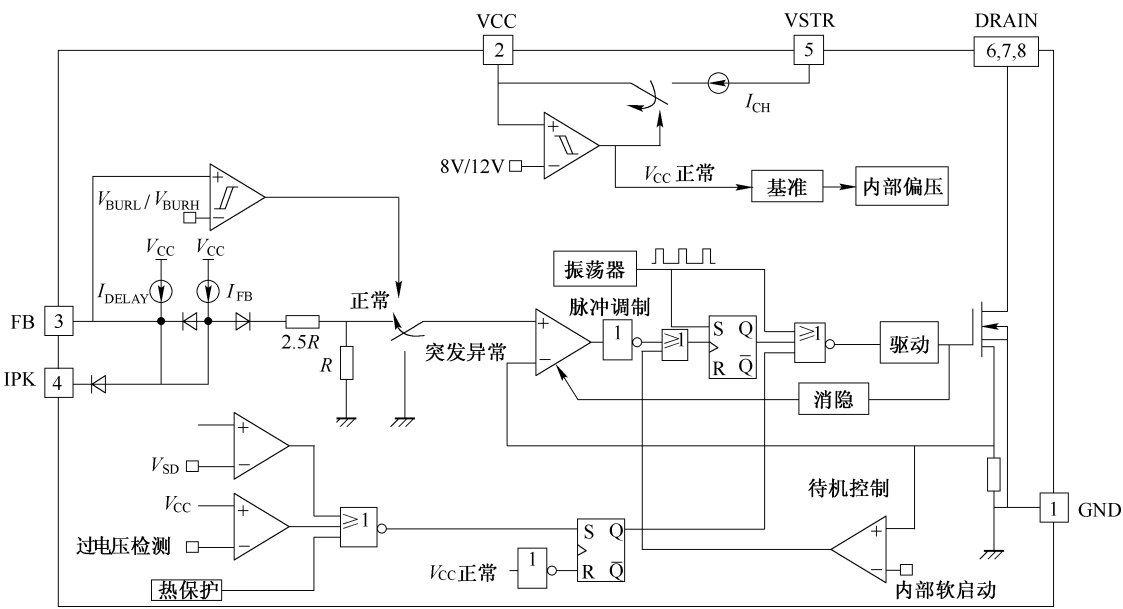 VCC
VSTR
DRAIN
2
5
6,7,8
I_CH
+
8V/12V
−
V_CC 正常
基准
内部偏压
+
V_BURL / V_BURH
−
V_CC
V_CC
振荡器
I_DELAY
I_FB
正常
脉冲调制
FB
3
2.5R
突发异常
+
−
1
≥1
S Q
R Q̅
≥1
驱动
IPK
4
R
消隐
+
V_SD
−
待机控制
V_CC
+
≥1
过电压检测
−
S Q
R Q̅
1
V_CC正常
热保护
+
−
内部软启动
1
GND